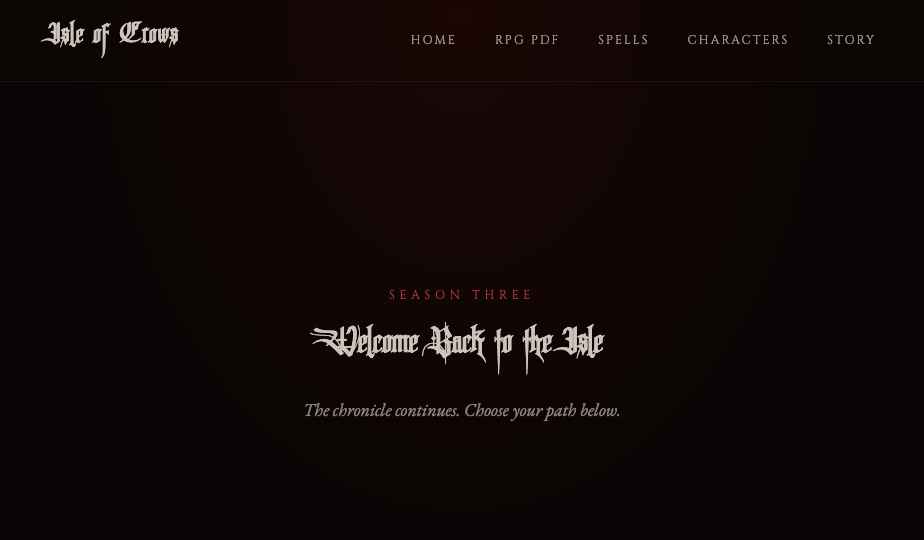 Isle of Crows
HOME RPG PDF SPELLS CHARACTERS STORY
SEASON THREE
Welcome Back to the Isle
The chronicle continues. Choose your path below.